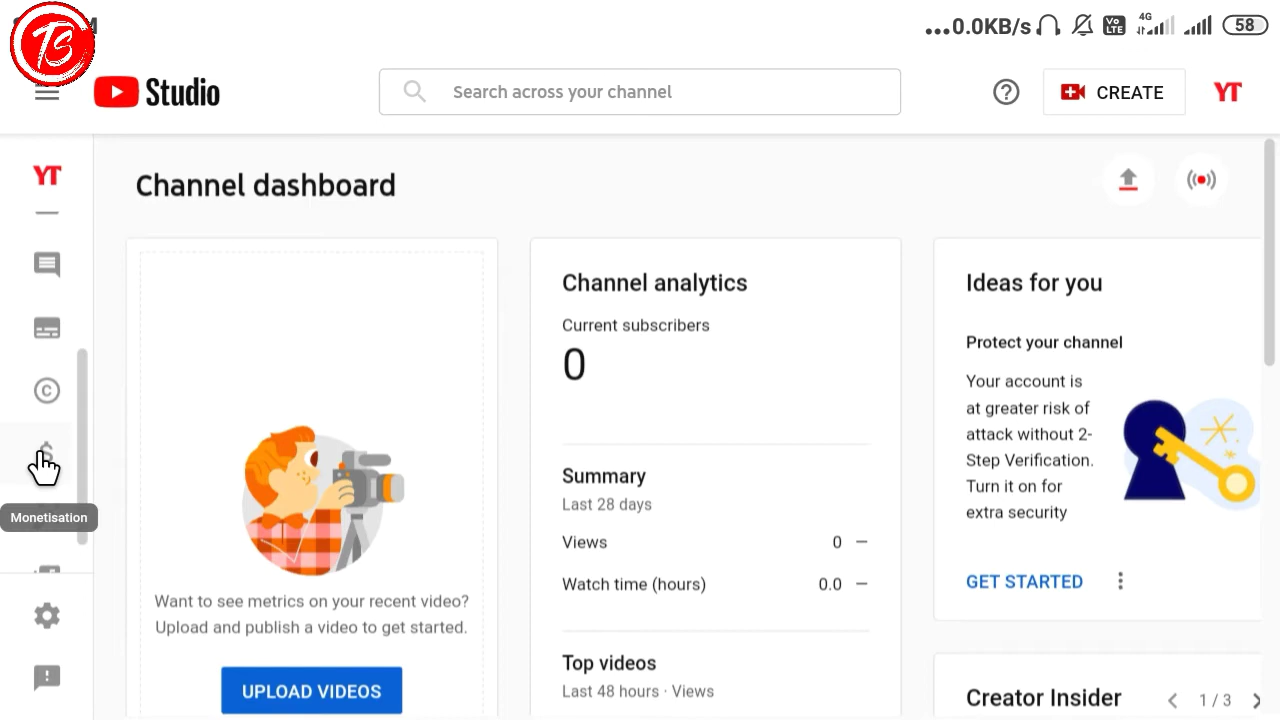 TS
M
...0.0KB/s
Vo LTE
4G
58
Studio
Search across your channel
CREATE
YT
YT
Channel dashboard
Channel analytics
Current subscribers
0
Ideas for you
Protect your channel
Your account is
at greater risk of
attack without 2-
Step Verification.
Turn it on for
extra security
GET STARTED
Monetisation
Summary
Last 28 days
Views 0 —
Watch time (hours) 0.0 —
Want to see metrics on your recent video?
Upload and publish a video to get started.
UPLOAD VIDEOS
Top videos
Last 48 hours · Views
Creator Insider
1 / 3